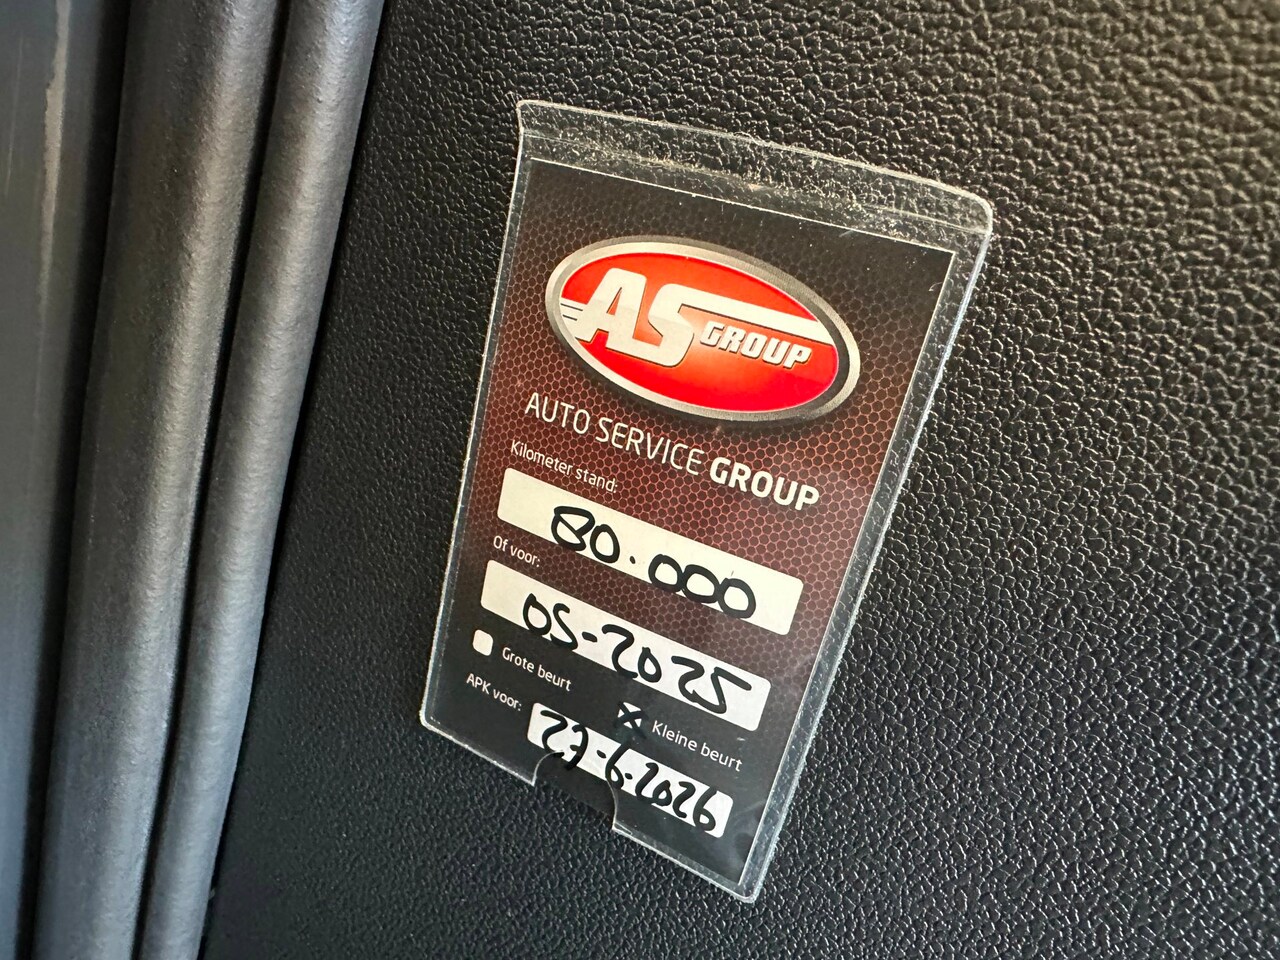 AS GROUP
AUTO SERVICE GROUP
Kilometer stand:
80.000
Of voor:
05-2025
Grote beurt
Kleine beurt
APK voor:
27-6-2026